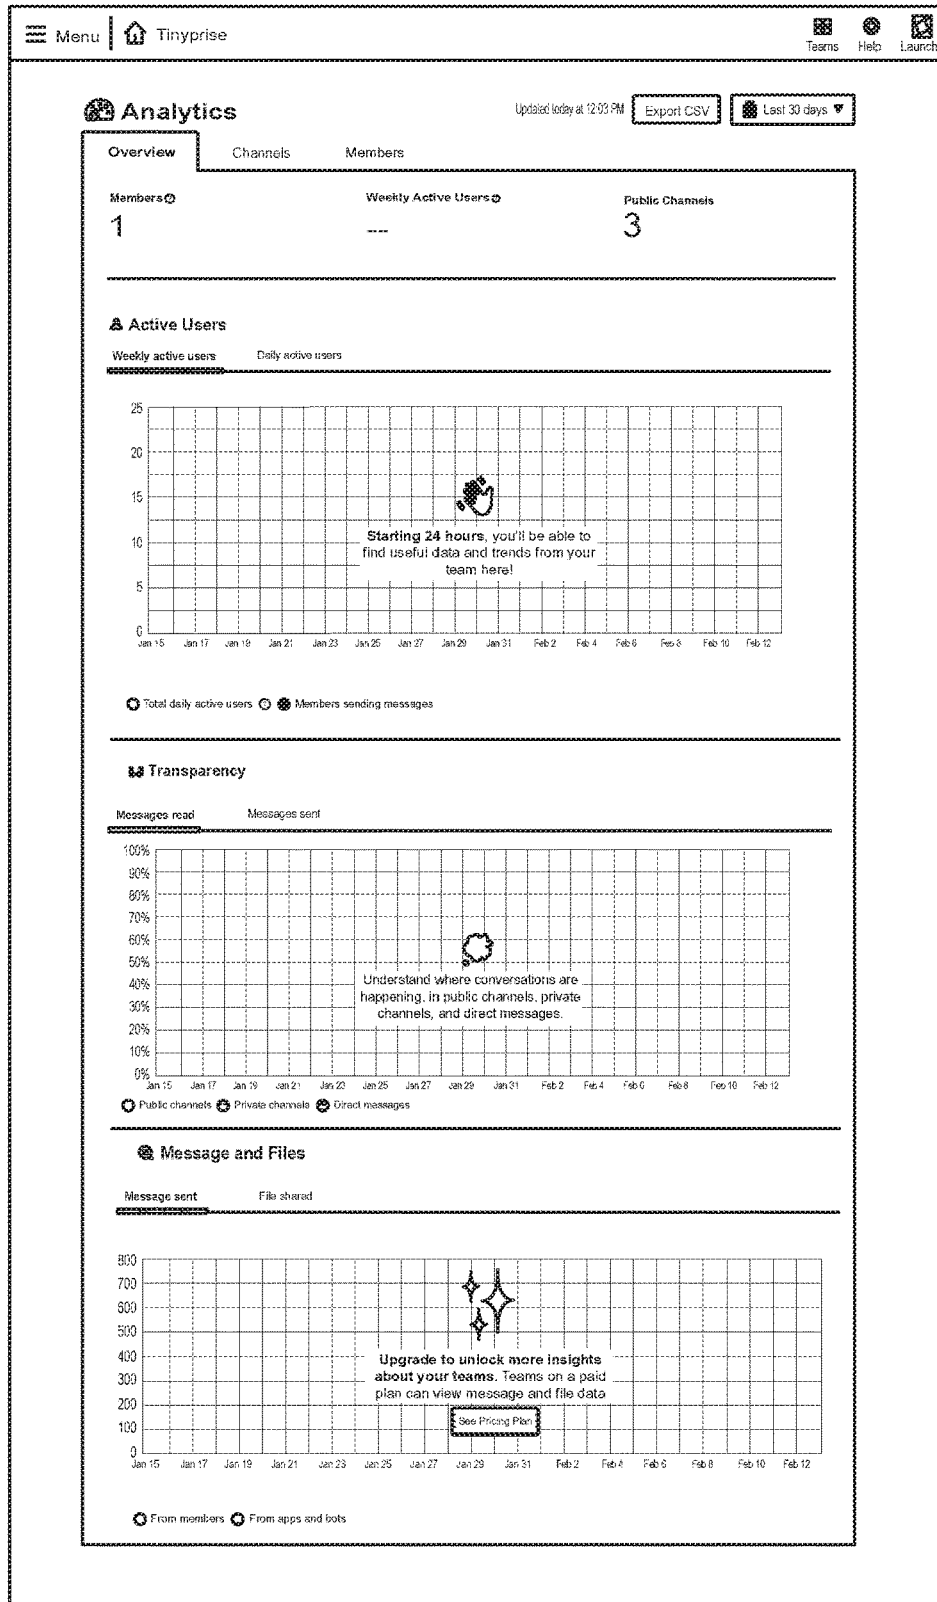 Menu Tinyprise
Teams Help Launch
Analytics
Updated today at 12:03 PM
Export CSV
Last 30 days
Overview Channels Members
Members Weekly Active Users Public Channels
1 --- 3
Active Users
Weekly active users Daily active users
25
20
15
10
5
0
Starting 24 hours, you'll be able to
find useful data and trends from your
team here!
Jan 15 Jan 17 Jan 19 Jan 21 Jan 23 Jan 25 Jan 27 Jan 29 Jan 31 Feb 2 Feb 4 Feb 6 Feb 8 Feb 10 Feb 12
Total daily active users Members sending messages
Transparency
Messages read Messages sent
100%
90%
80%
70%
60%
50%
40%
30%
20%
10%
0%
Understand where conversations are
happening, in public channels, private
channels, and direct messages.
Jan 15 Jan 17 Jan 19 Jan 21 Jan 23 Jan 25 Jan 27 Jan 29 Jan 31 Feb 2 Feb 4 Feb 6 Feb 8 Feb 10 Feb 12
Public channels Private channels Direct messages
Message and Files
Message sent File shared
800
700
600
500
400
300
200
100
0
Upgrade to unlock more insights
about your teams. Teams on a paid
plan can view message and file data
See Pricing Plan
Jan 15 Jan 17 Jan 19 Jan 21 Jan 23 Jan 25 Jan 27 Jan 29 Jan 31 Feb 2 Feb 4 Feb 6 Feb 8 Feb 10 Feb 12
From members From apps and bots